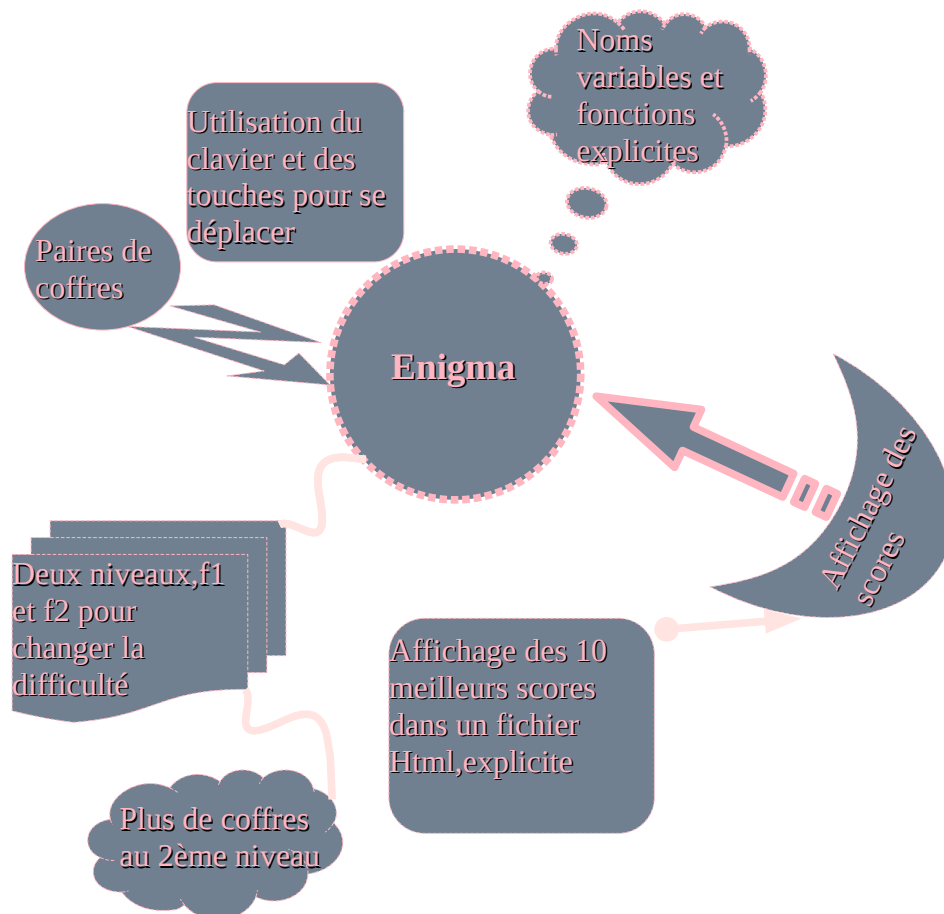 Noms
variables et
fonctions
explicites
Utilisation du
clavier et des
touches pour se
déplacer
Paires de
coffres
Enigma
Affichage des
scores
Deux niveaux,f1
et f2 pour
changer la
difficulté
Affichage des 10
meilleurs scores
dans un fichier
Html,explicite
Plus de coffres
au 2ème niveau